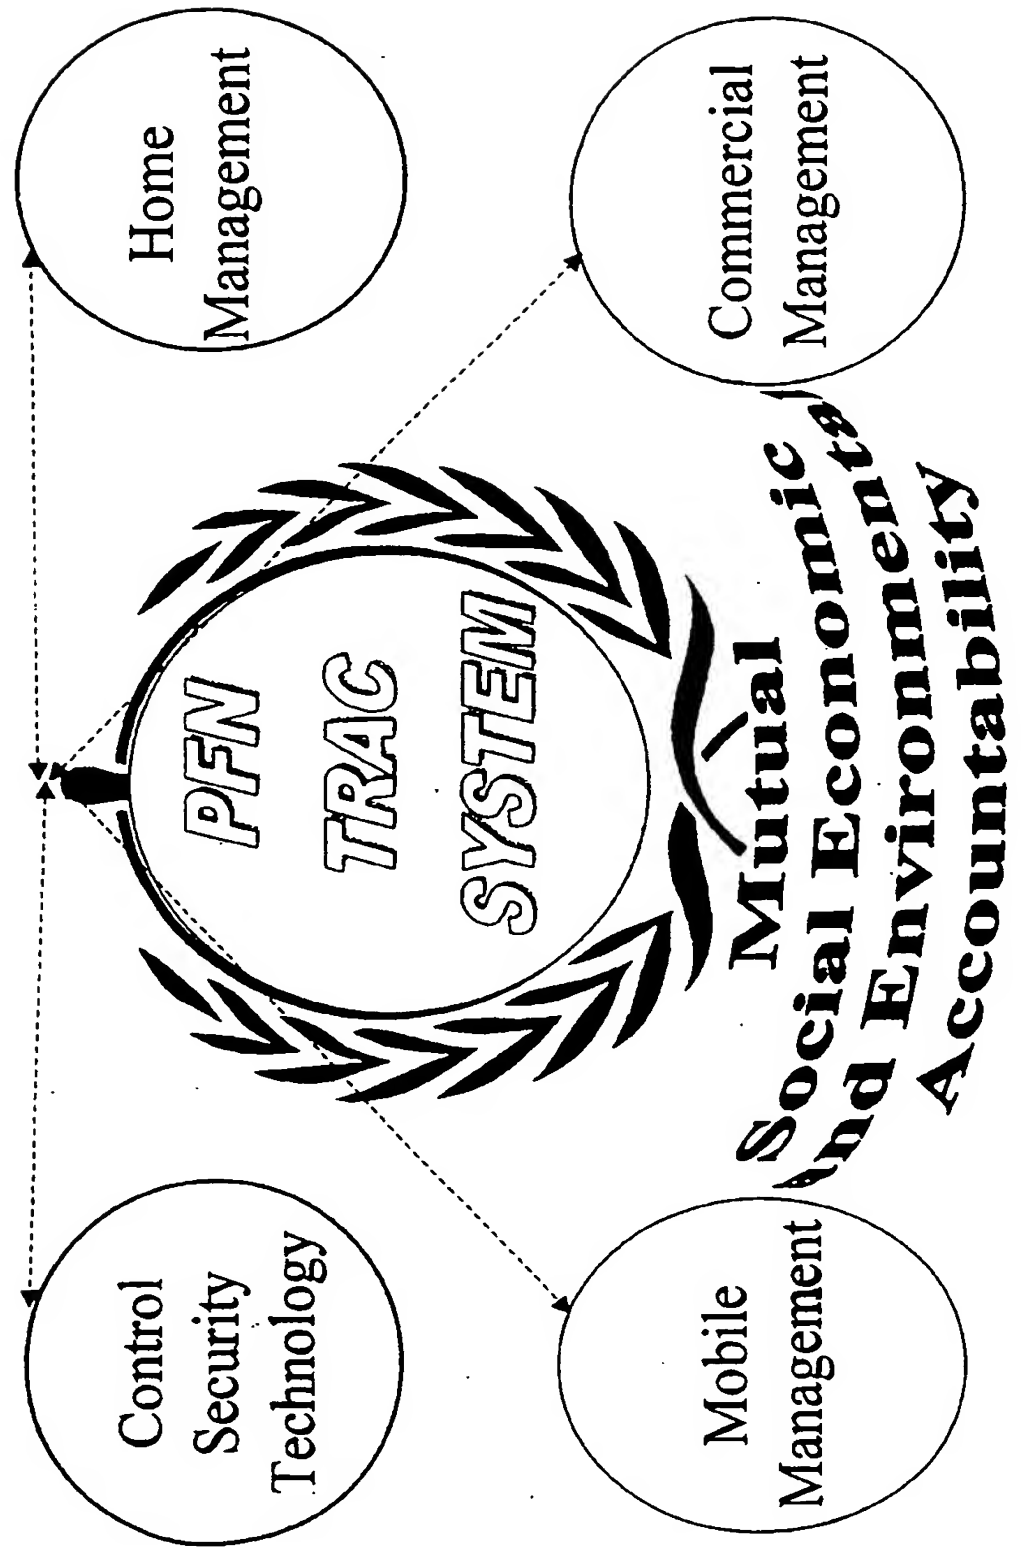 Control
Security
Technology
Home
Management
PFN
TRAC
SYSTEM
Mobile
Management
Commercial
Management
Mutual
Social Economic
And Environmental
Accountability